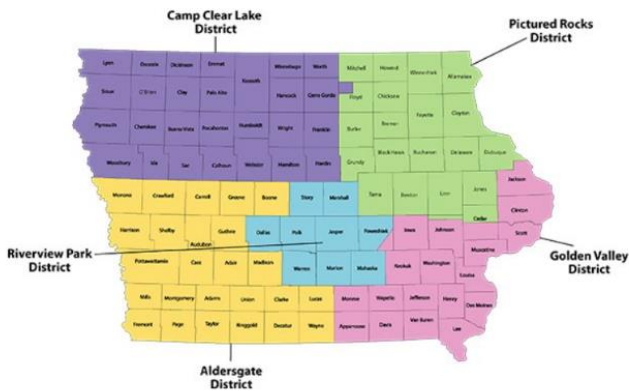 Camp Clear Lake
District
Pictured Rocks
District
Lyon Osceola Dickinson Emmet Winnebago Worth Mitchell Howard Winneshiek Allamakee
Kossuth
Sioux O'Brien Clay Palo Alto Hancock Cerro Gordo Floyd Chickasaw
Fayette Clayton
Plymouth Cherokee Buena Vista Pocahontas Humboldt Wright Franklin Butler Bremer
Woodbury Ida Sac Calhoun Webster Hamilton Hardin Grundy Black Hawk Buchanan Delaware Dubuque
Jackson
Monona Crawford Carroll Greene Boone Story Marshall Tama Benton Linn Jones
Clinton
Cedar
Harrison Shelby Audubon Guthrie Dallas Polk Jasper Poweshiek Iowa Johnson Scott
Muscatine
Riverview Park
District
Golden Valley
District
Pottawattamie Cass Adair Madison Warren Marion Mahaska Keokuk Washington
Louisa
Mills Montgomery Adams Union Clarke Lucas Monroe Wapello Jefferson Henry Des Moines
Fremont Page Taylor Ringgold Decatur Wayne Appanoose Davis Van Buren Lee
Aldersgate
District